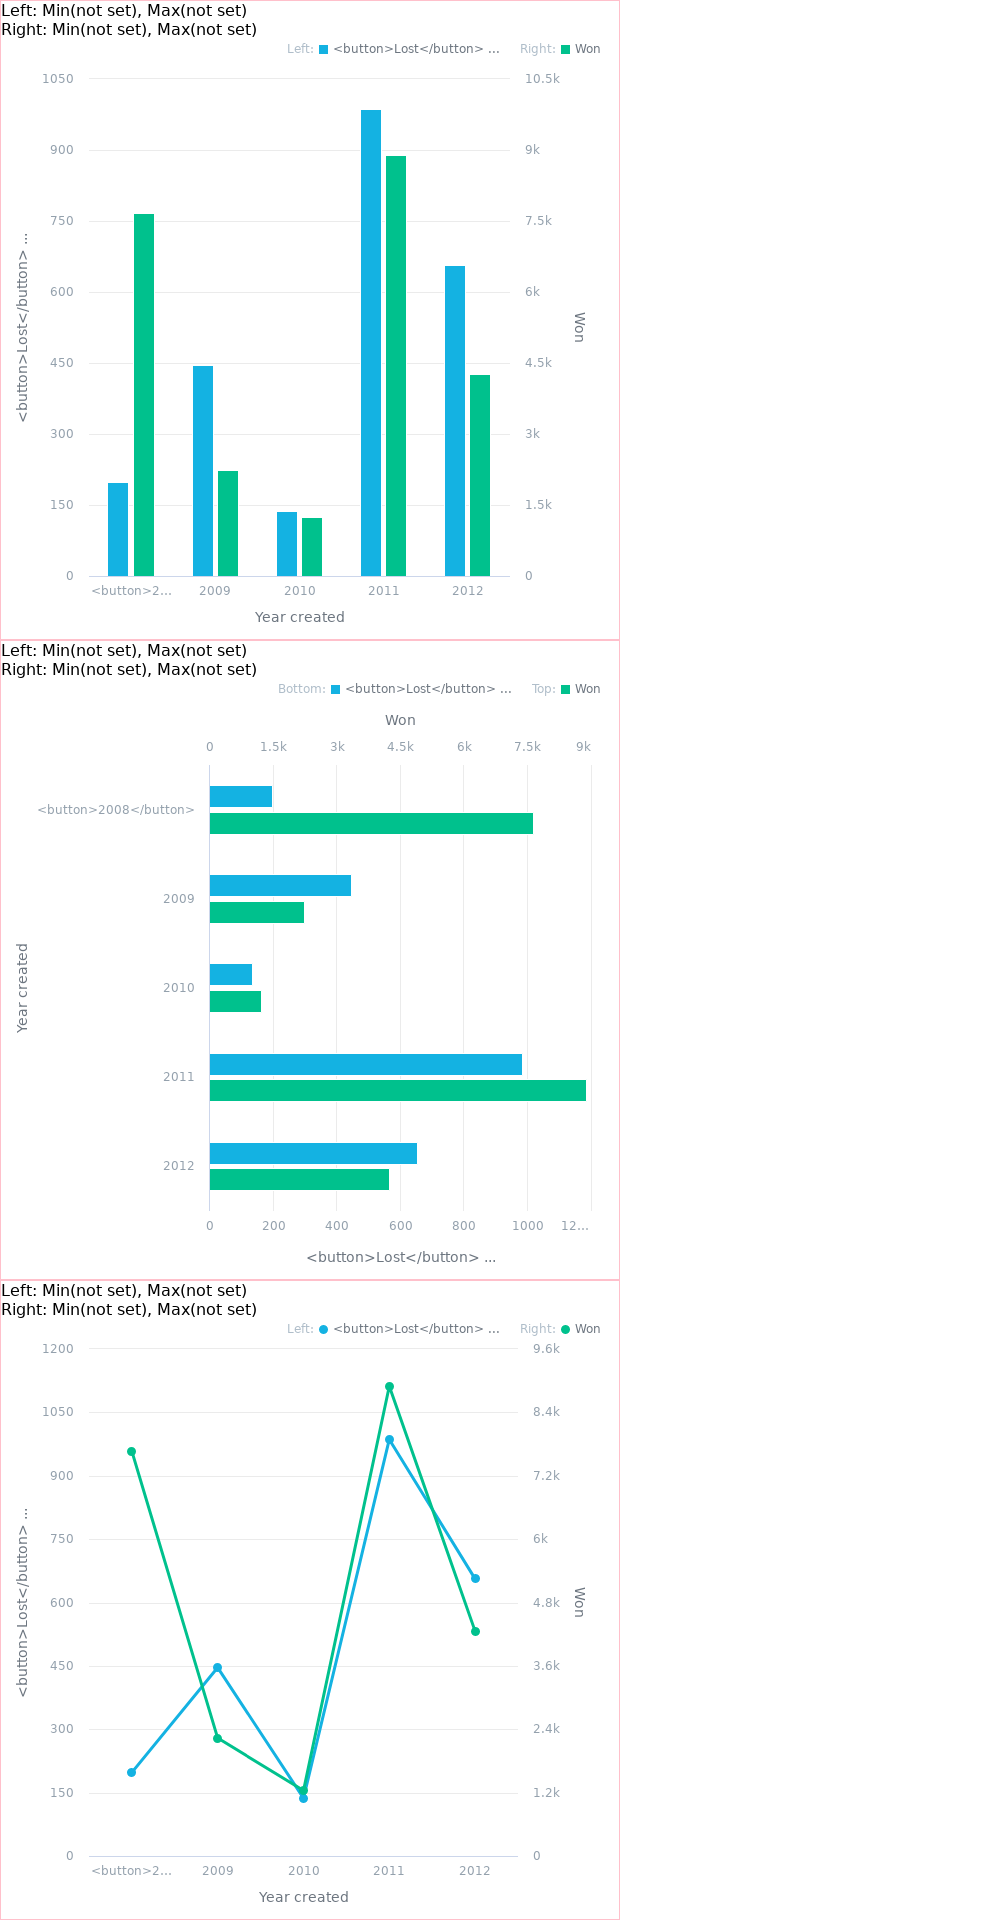 Left: Min(not set), Max(not set)
Right: Min(not set), Max(not set)
Left: <button>Lost</button> ... Right: Won
1050 10.5k
900 9k
750 7.5k
600 6k
450 4.5k
300 3k
150 1.5k
0 0
<button>Lost</button> ...
Won
<button>2... 2009 2010 2011 2012
Year created
Left: Min(not set), Max(not set)
Right: Min(not set), Max(not set)
Bottom: <button>Lost</button> ... Top: Won
Won
0 1.5k 3k 4.5k 6k 7.5k 9k
<button>2008</button>
2009
2010
2011
2012
Year created
0 200 400 600 800 1000 12...
<button>Lost</button> ...
Left: Min(not set), Max(not set)
Right: Min(not set), Max(not set)
Left: <button>Lost</button> ... Right: Won
1200 9.6k
1050 8.4k
900 7.2k
750 6k
600 4.8k
450 3.6k
300 2.4k
150 1.2k
0 0
<button>Lost</button> ...
Won
<button>2... 2009 2010 2011 2012
Year created